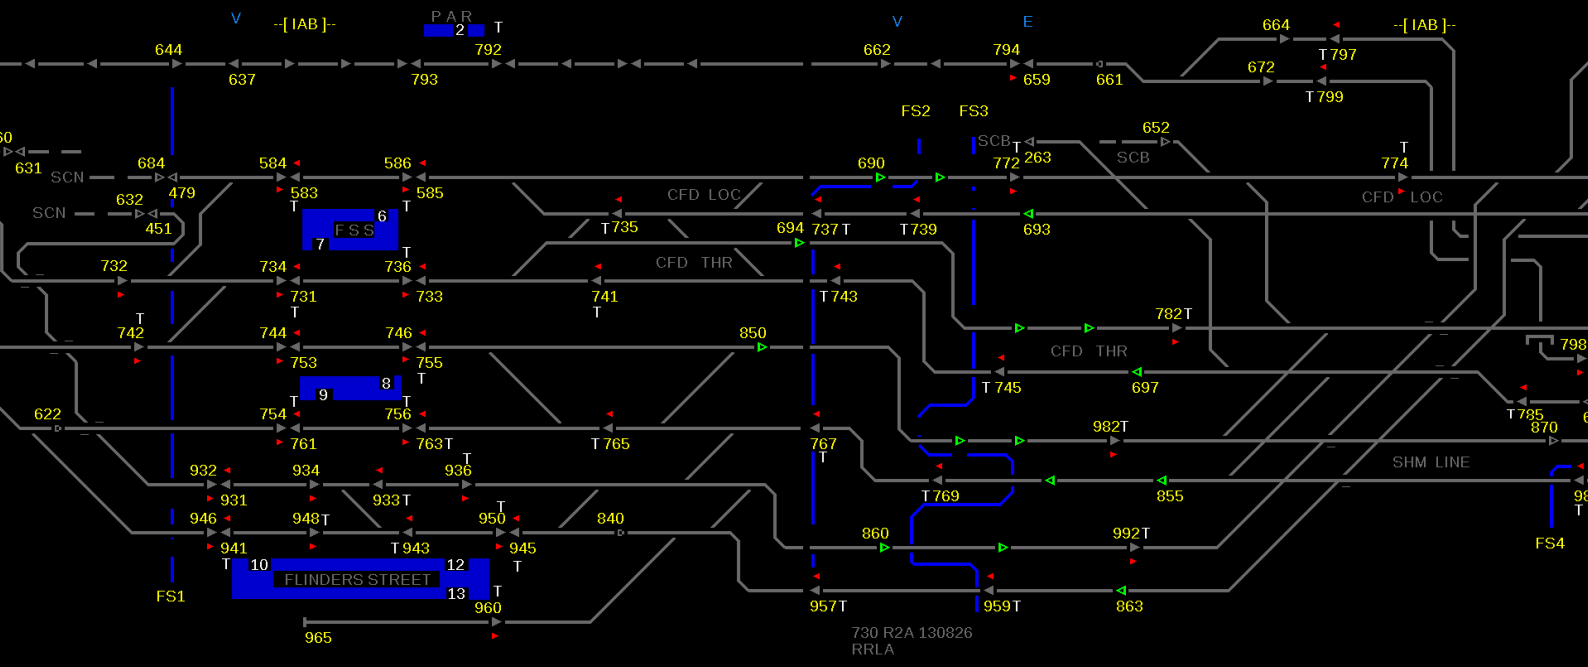 V --[ IAB ]-- P A R 2 T V E 664 797 --[ IAB ]--
644 792 662 794 T
637 793 659 661 672
T 799
FS2 FS3
60 SCB 652
631 684 584 586 690 772 T 263 SCB T 774
SCN 479 583 585 CFD LOC CFD LOC
SCN 632 T 6 T
451 F S S T 735 694 737 T T 739 693
7 T
732 734 736 CFD THR
731 733 741 T 743
T T T 782 T
742 744 746 850
753 755 CFD THR 798
T 8 T 745 697
9 T T 785
622 754 756 982 T 870
761 763 T T 765 767
T T SHM LINE
932 934 936
931 933 T T 769 855 98
T T
946 948 T 950 840 860 992 T FS4
941 T 943 945
T 10 12 T
FLINDERS STREET
FS1 13 T 957 T 959 T 863
960
965 730 R2A 130826
RRLA